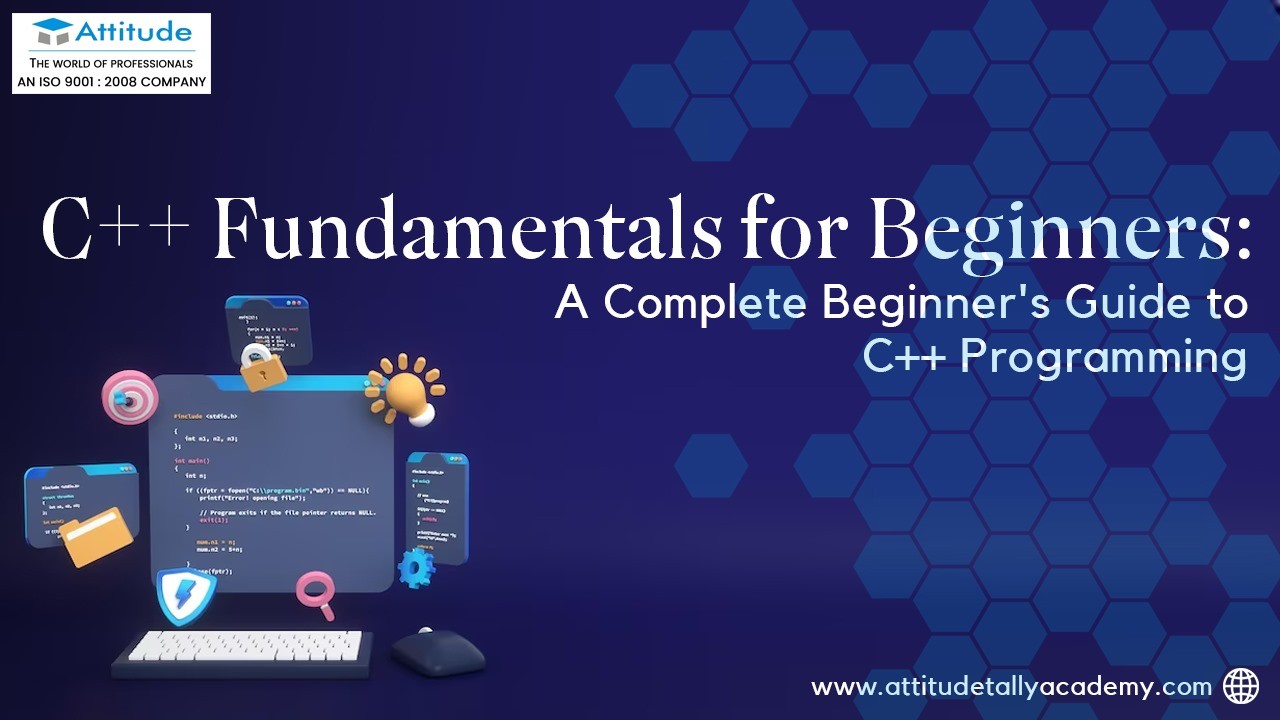 Attitude
THE WORLD OF PROFESSIONALS
AN ISO 9001 : 2008 COMPANY
C++ Fundamentals for Beginners:
A Complete Beginner's Guide to
C++ Programming
#include <stdio.h>
{
int n1, n2, n3;
};
int main()
{
int n;
if ((fptr = fopen("C:\\program.bin","wb")) == NULL){
printf("Error! opening file");
// Program exits if the file pointer returns NULL.
exit(1);
}
num.n1 = n;
num.n2 = 5*n;
}
(fptr);
www.attitudetallyacademy.com